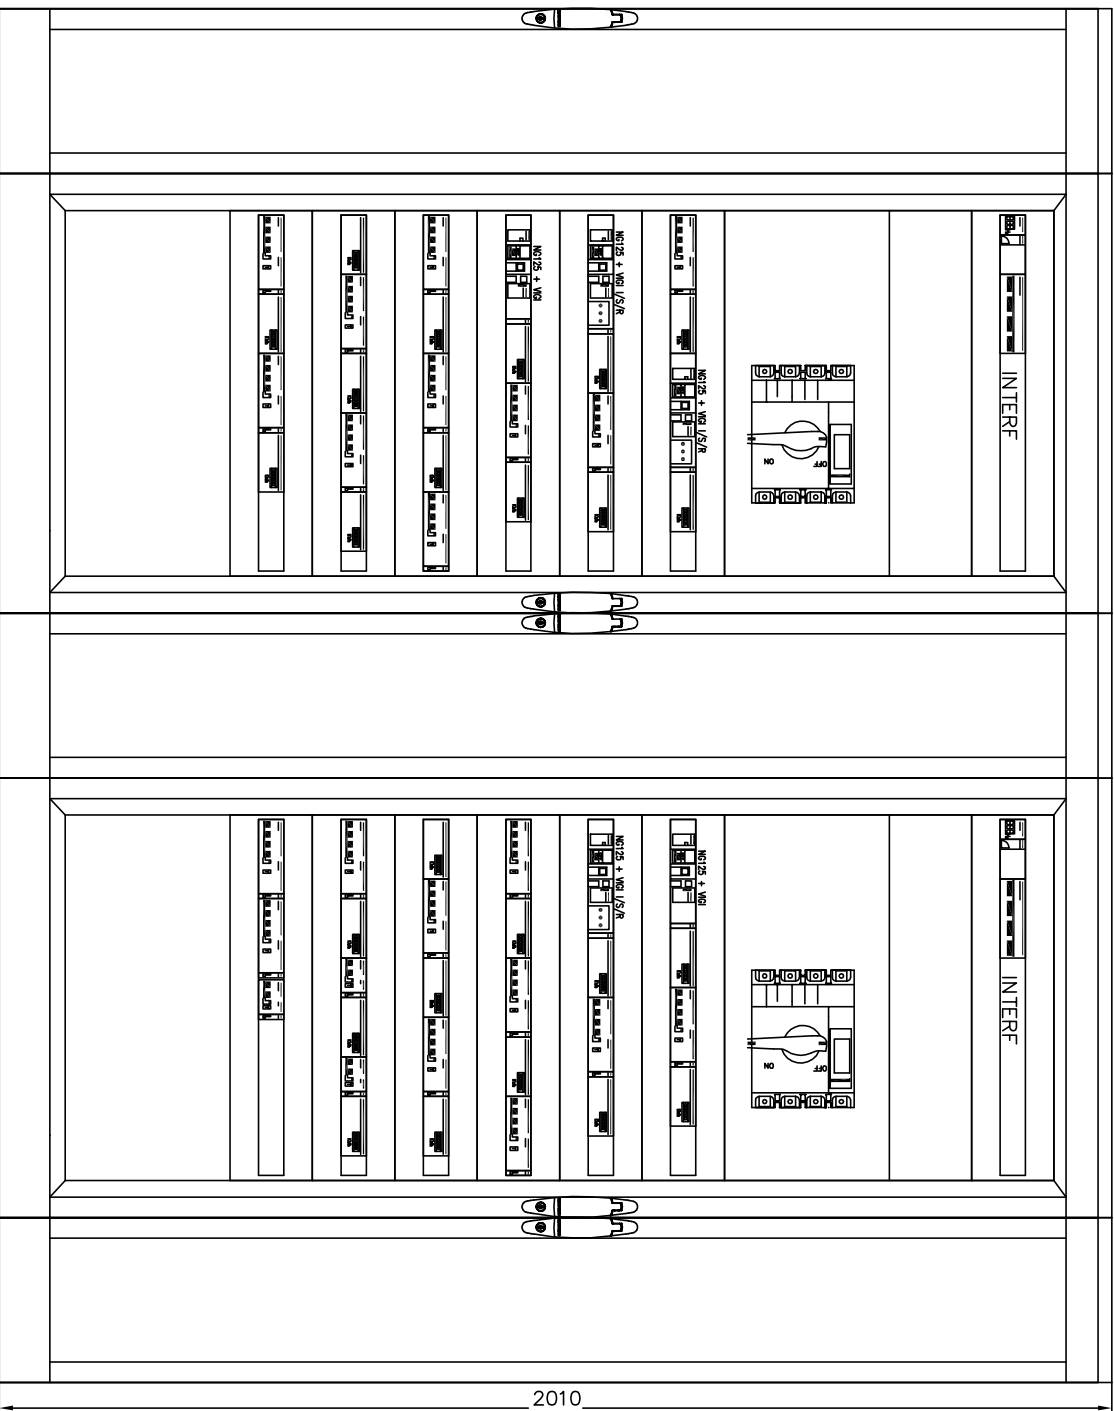 NG125 + VIGI
NG125 + VIGI I/S/R
NG125 + VIGI I/S/R
INTERF
ON
OFF
NG125 + VIGI I/S/R
NG125 + VIGI
INTERF
ON
OFF
2010